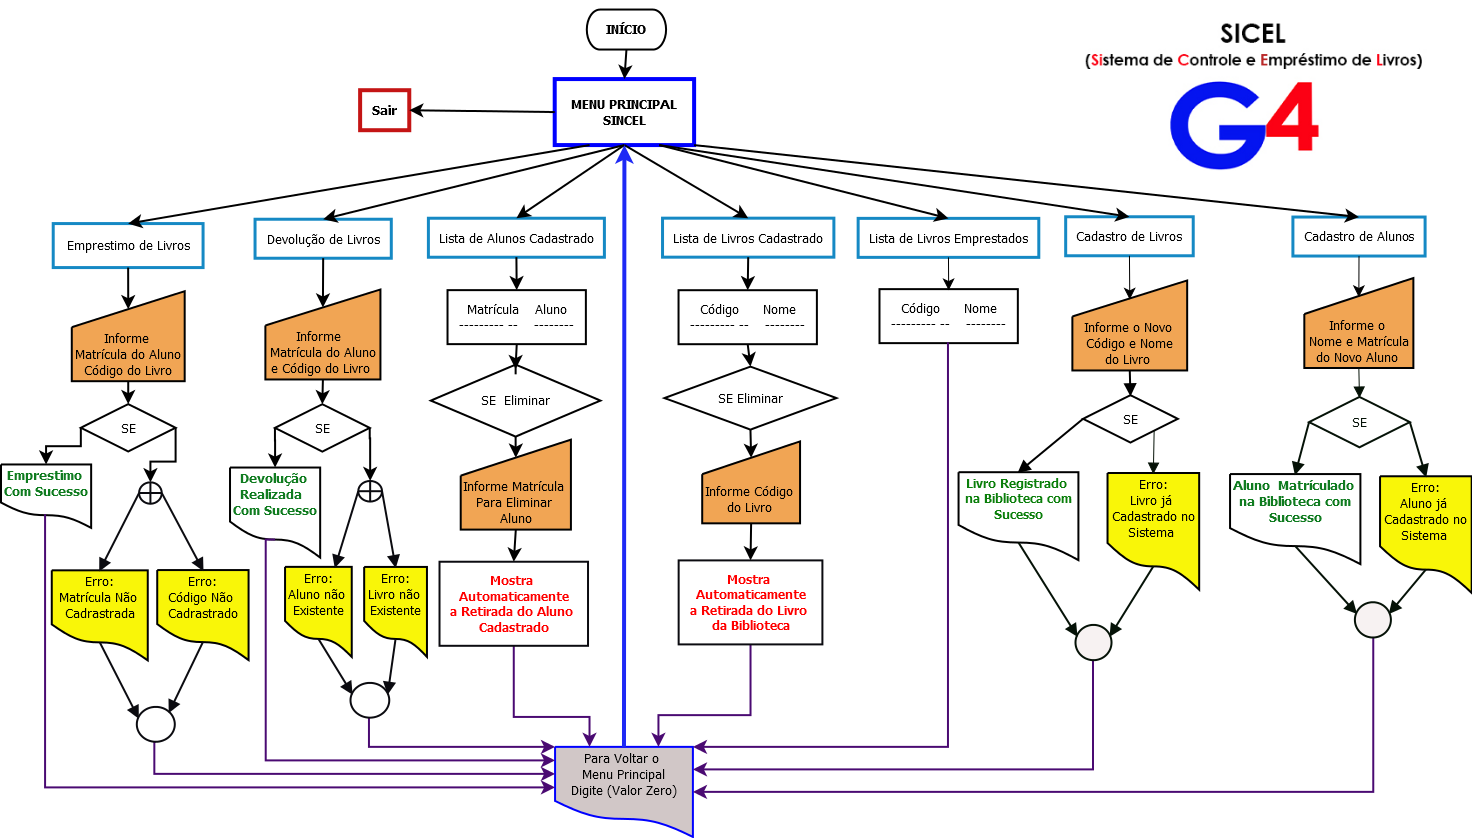 INÍCIO
SICEL
(Sistema de Controle e Empréstimo de Livros)
G4
Sair
MENU PRINCIPAL
SINCEL
Emprestimo de Livros
Devolução de Livros
Lista de Alunos Cadastrado
Lista de Livros Cadastrado
Lista de Livros Emprestados
Cadastro de Livros
Cadastro de Alunos
Informe
Matrícula do Aluno
Código do Livro
Informe
Matrícula do Aluno
e Código do Livro
Matrícula Aluno
--------- -- --------
Código Nome
--------- -- --------
Código Nome
--------- -- --------
Informe o Novo
Código e Nome
do Livro
Informe o
Nome e Matrícula
do Novo Aluno
SE
SE
SE Eliminar
SE Eliminar
SE
SE
Emprestimo
Com Sucesso
Devolução
Realizada
Com Sucesso
Informe Matrícula
Para Eliminar
Aluno
Informe Código
do Livro
Livro Registrado
na Biblioteca com
Sucesso
Erro:
Livro já
Cadastrado no
Sistema
Aluno Matrículado
na Biblioteca com
Sucesso
Erro:
Aluno já
Cadastrado no
Sistema
Erro:
Matrícula Não
Cadrastrada
Erro:
Código Não
Cadrastrado
Erro:
Aluno não
Existente
Erro:
Livro não
Existente
Mostra
Automaticamente
a Retirada do Aluno
Cadastrado
Mostra
Automaticamente
a Retirada do Livro
da Biblioteca
Para Voltar o
Menu Principal
Digite (Valor Zero)